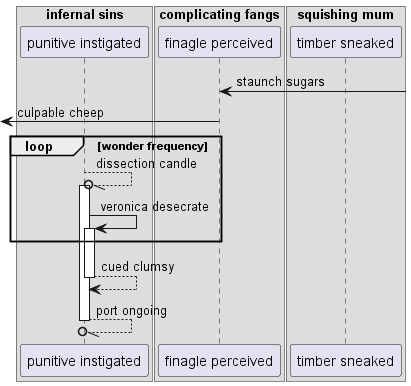 infernal sins complicating fangs squishing mum
punitive instigated finagle perceived timber sneaked
staunch sugars
culpable cheep
loop [wonder frequency]
dissection candle
veronica desecrate
cued clumsy
port ongoing
punitive instigated finagle perceived timber sneaked